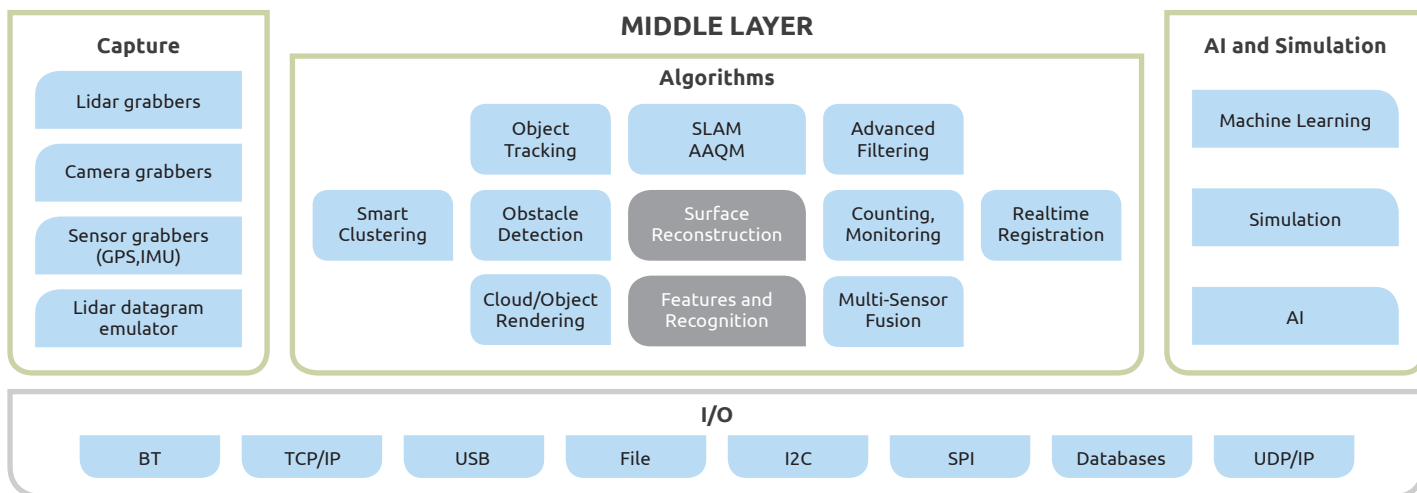 MIDDLE LAYER
Capture
Lidar grabbers
Camera grabbers
Sensor grabbers
(GPS,IMU)
Lidar datagram
emulator
Algorithms
Object
Tracking
SLAM
AAQM
Advanced
Filtering
Smart
Clustering
Obstacle
Detection
Surface
Reconstruction
Counting,
Monitoring
Realtime
Registration
Cloud/Object
Rendering
Features and
Recognition
Multi-Sensor
Fusion
AI and Simulation
Machine Learning
Simulation
AI
I/O
BT
TCP/IP
USB
File
I2C
SPI
Databases
UDP/IP